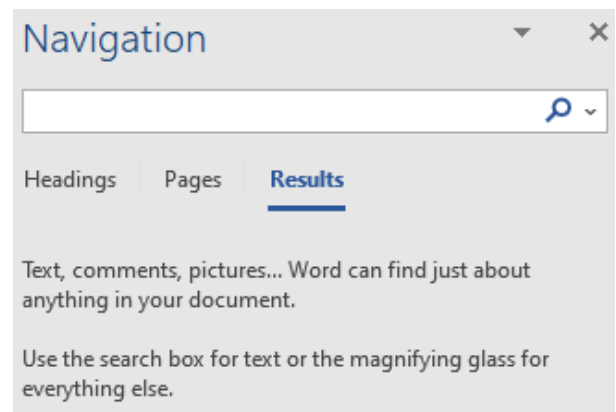 Navigation
Headings Pages Results
Text, comments, pictures... Word can find just about
anything in your document.
Use the search box for text or the magnifying glass for
everything else.